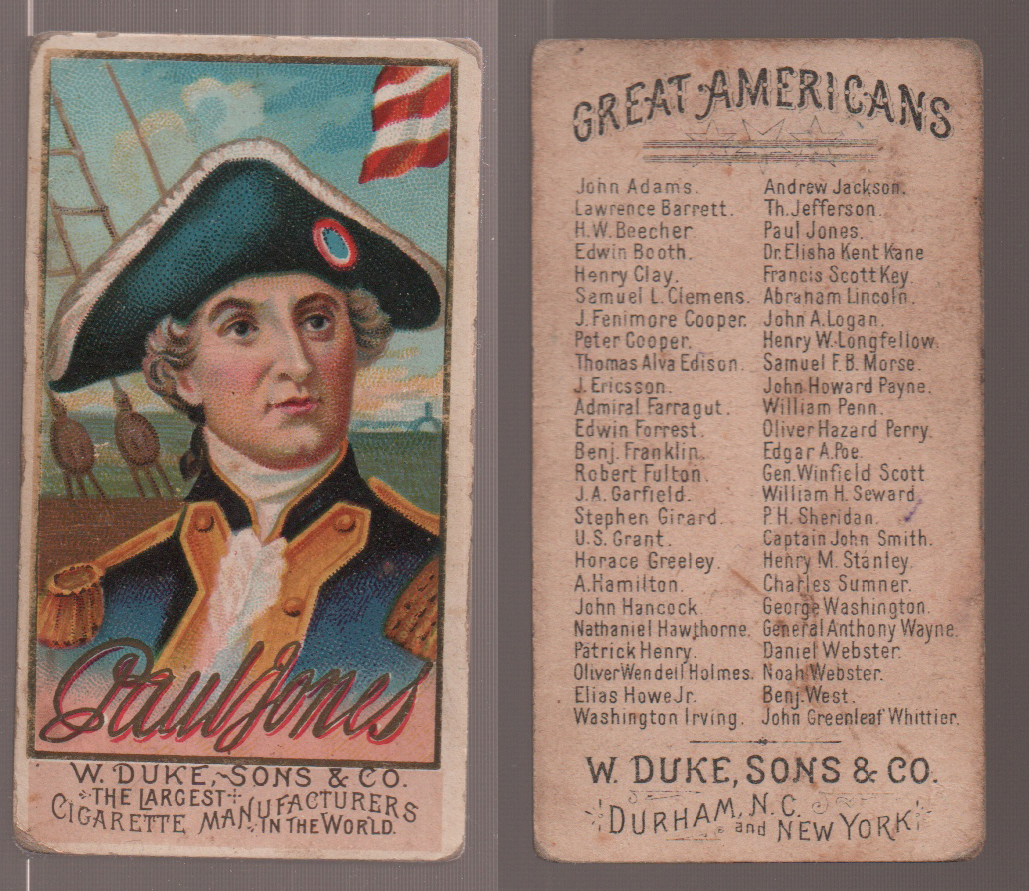 Paul Jones
W. DUKE, SONS & CO.
THE LARGEST
CIGARETTE MANUFACTURERS
IN THE WORLD.
GREAT AMERICANS
John Adams.
Lawrence Barrett.
H.W. Beecher
Edwin Booth.
Henry Clay.
Samuel L. Clemens.
J. Fenimore Cooper.
Peter Cooper.
Thomas Alva Edison.
J. Ericsson.
Admiral Farragut.
Edwin Forrest.
Benj. Franklin.
Robert Fulton.
J.A. Garfield.
Stephen Girard.
U.S. Grant.
Horace Greeley.
A. Hamilton.
John Hancock.
Nathaniel Hawthorne.
Patrick Henry.
Oliver Wendell Holmes.
Elias Howe Jr.
Washington Irving.
Andrew Jackson.
Th. Jefferson.
Paul Jones.
Dr. Elisha Kent Kane
Francis Scott Key.
Abraham Lincoln.
John A. Logan.
Henry W. Longfellow.
Samuel F.B. Morse.
John Howard Payne.
William Penn.
Oliver Hazard Perry.
Edgar A. Poe.
Gen. Winfield Scott
William H. Seward
P.H. Sheridan.
Captain John Smith.
Henry M. Stanley.
Charles Sumner.
George Washington.
General Anthony Wayne.
Daniel Webster.
Noah Webster.
Benj. West.
John Greenleaf Whittier.
W. DUKE, SONS & CO.
DURHAM, N.C.
and NEW YORK